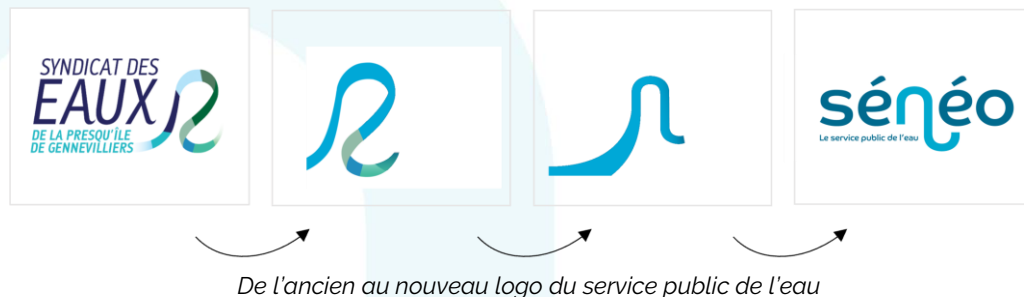 SYNDICAT DES
EAUX
DE LA PRESQU'ÎLE
DE GENNEVILLIERS
sénéo
Le service public de l'eau
De l'ancien au nouveau logo du service public de l'eau